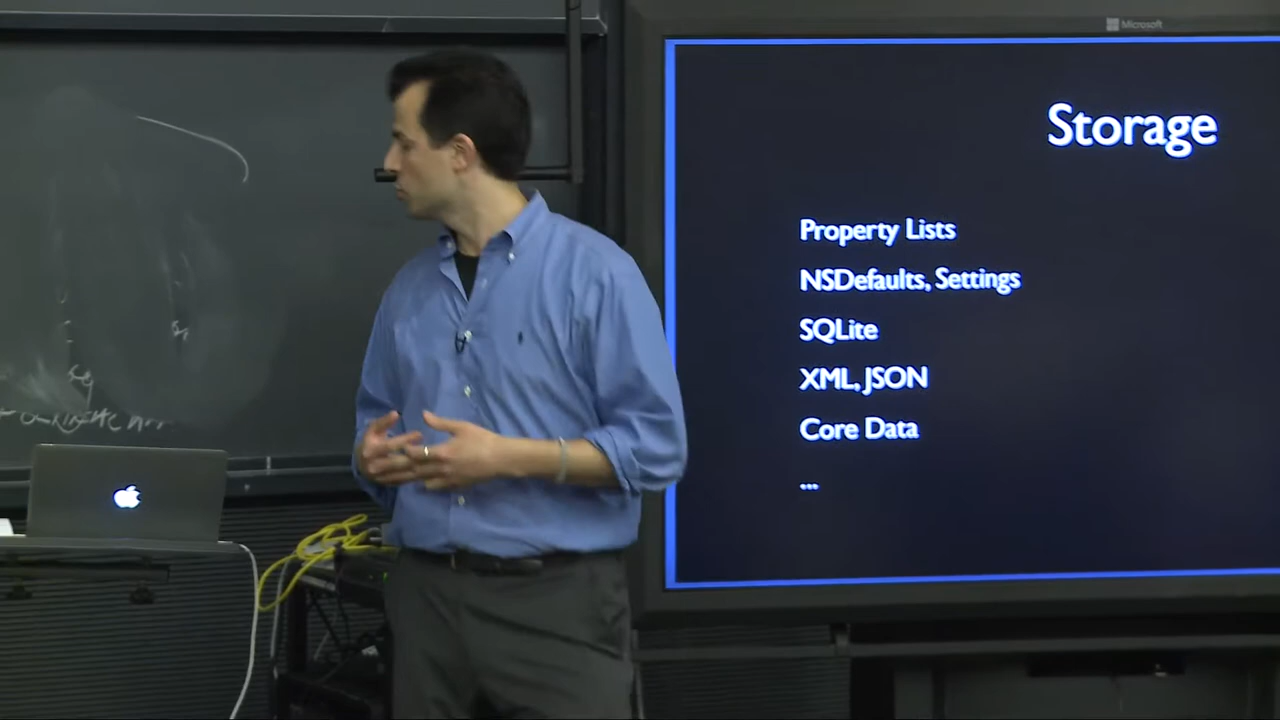 Microsoft
Storage
Property Lists
NSDefaults, Settings
SQLite
XML, JSON
Core Data
...